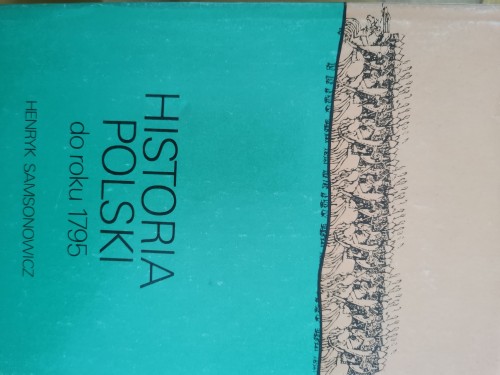 HISTORIA
POLSKI
do roku 1795
HENRYK SAMSONOWICZ